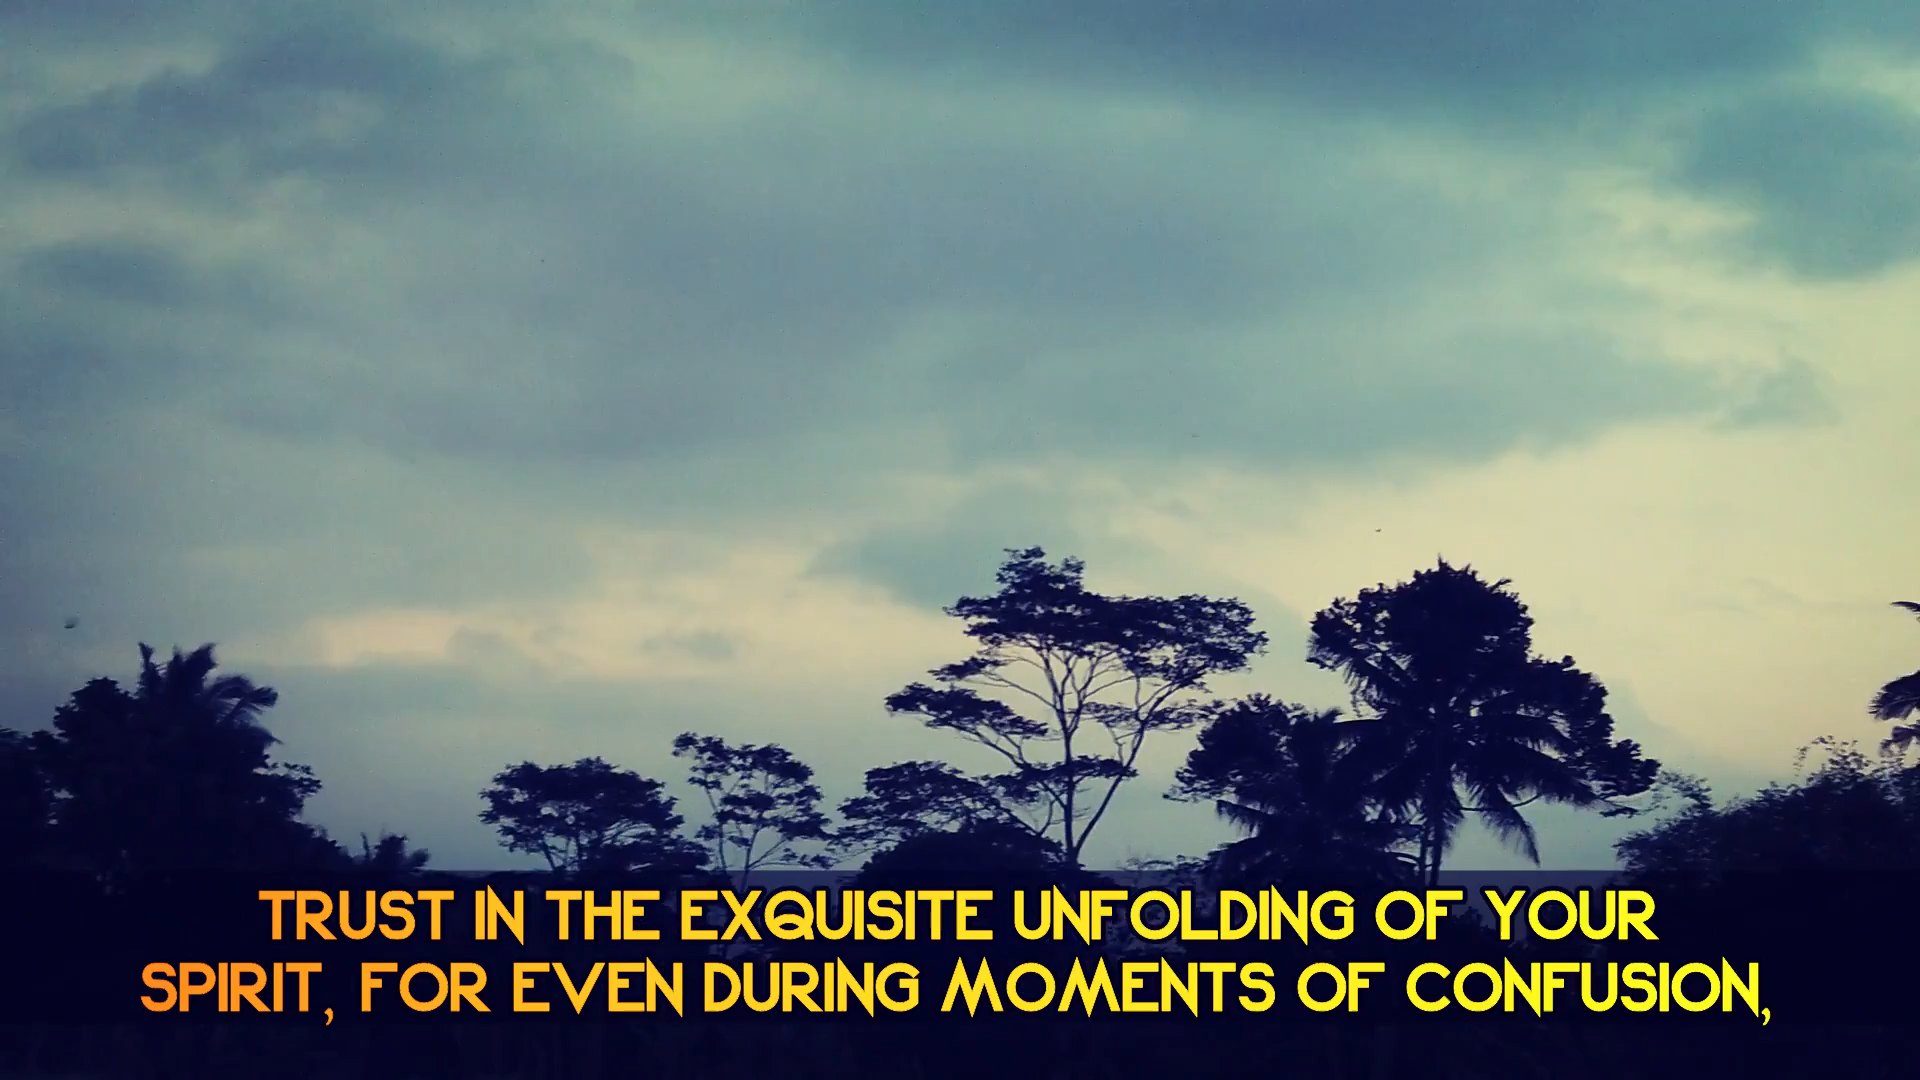 TRUST IN THE EXQUISITE UNFOLDING OF YOUR
SPIRIT, FOR EVEN DURING MOMENTS OF CONFUSION,